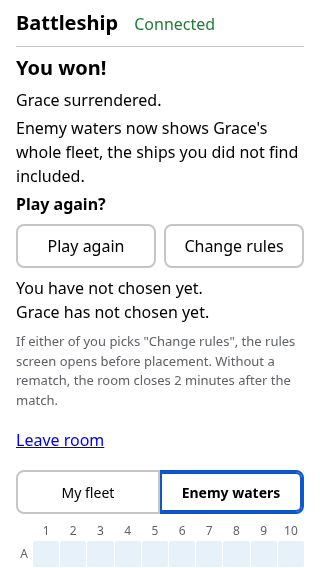 Battleship Connected
You won!
Grace surrendered.
Enemy waters now shows Grace's
whole fleet, the ships you did not find
included.
Play again?
Play again Change rules
You have not chosen yet.
Grace has not chosen yet.
If either of you picks "Change rules", the rules
screen opens before placement. Without a
rematch, the room closes 2 minutes after the
match.
Leave room
My fleet Enemy waters
1 2 3 4 5 6 7 8 9 10
A